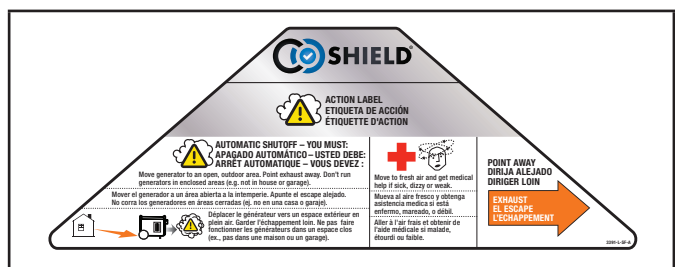 CO SHIELD®
ACTION LABEL
ETIQUETA DE ACCIÓN
ÉTIQUETTE D'ACTION
AUTOMATIC SHUTOFF – YOU MUST:
APAGADO AUTOMÁTICO – USTED DEBE:
ARRÊT AUTOMATIQUE – VOUS DEVEZ :
Move generator to an open, outdoor area. Point exhaust away. Don't run
generators in enclosed areas (e.g. not in house or garage).
Mover el generador a un área abierta a la intemperie. Apunte el escape alejado.
No corra los generadores en áreas cerradas (ej. no en una casa o garaje).
Déplacer le générateur vers un espace extérieur en
plein air. Garder l'échappement loin. Ne pas faire
fonctionner les générateurs dans un espace clos
(ex., pas dans une maison ou un garage).
Move to fresh air and get medical
help if sick, dizzy or weak.
Mueva al aire fresco y obtenga
asistencia medica si está
enfermo, mareado, o débil.
Aller à l'air frais et obtenir de
l'aide médicale si malade,
étourdi ou faible.
POINT AWAY
DIRIJA ALEJADO
DIRIGER LOIN
EXHAUST
EL ESCAPE
L'ECHAPPEMENT